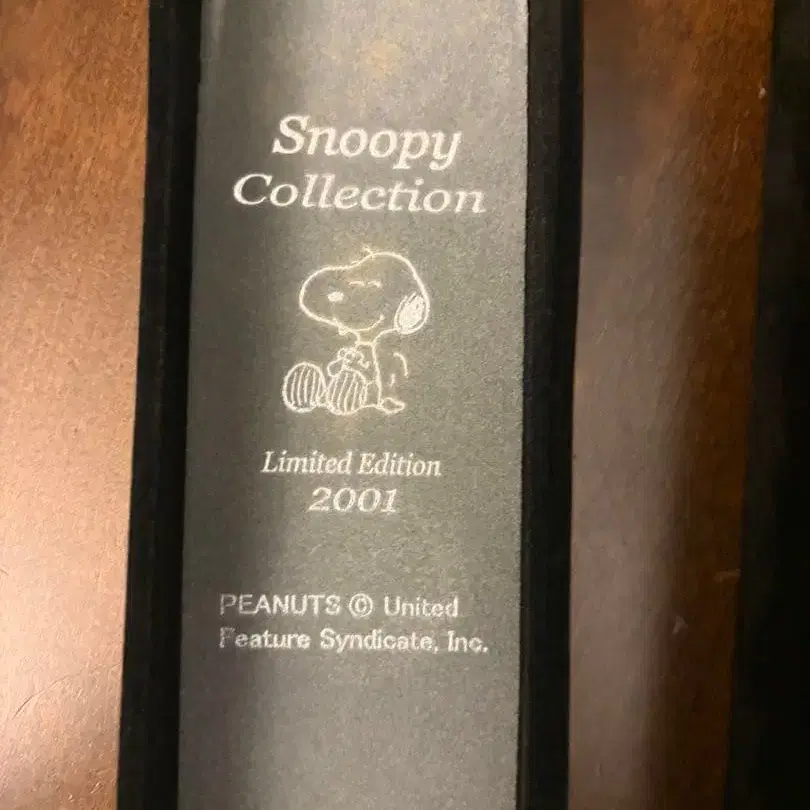 Snoopy
Collection
Limited Edition
2001
PEANUTS © United
Feature Syndicate, Inc.